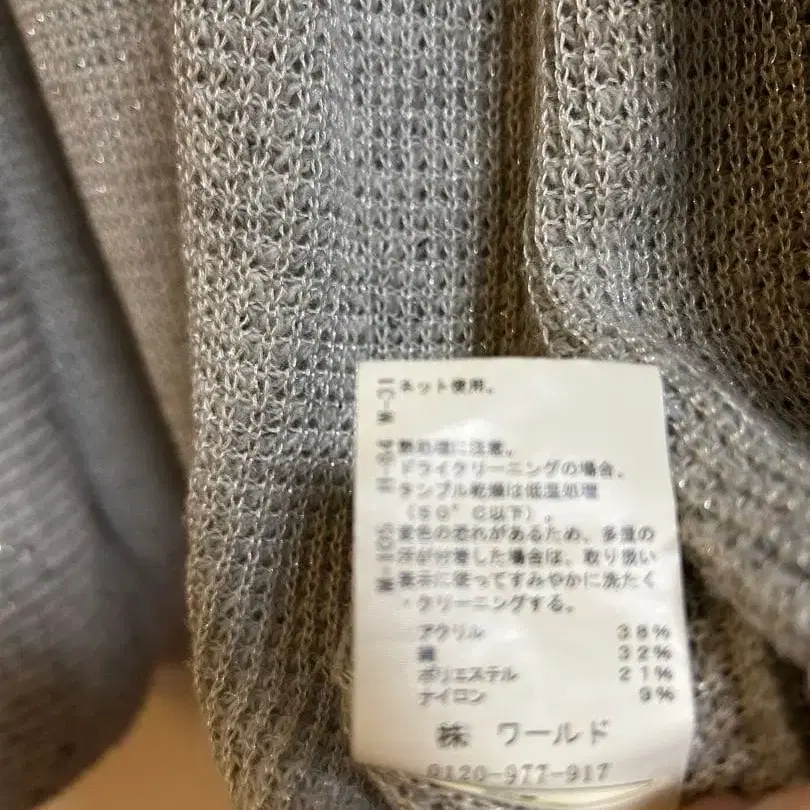 W-01 ネット使用。
H-64 熱処理に注意。
ドライクリーニングの場合、
タンブル乾燥は低温処理
(50°C以下)。
W-105 変色の恐れがあるため、多量の
汗が付着した場合は、取り扱い
表示に従ってすみやかに洗たく
・クリーニングする。
アクリル 38%
綿 32%
ポリエステル 21%
ナイロン 9%
㈱ ワールド
0120-977-917